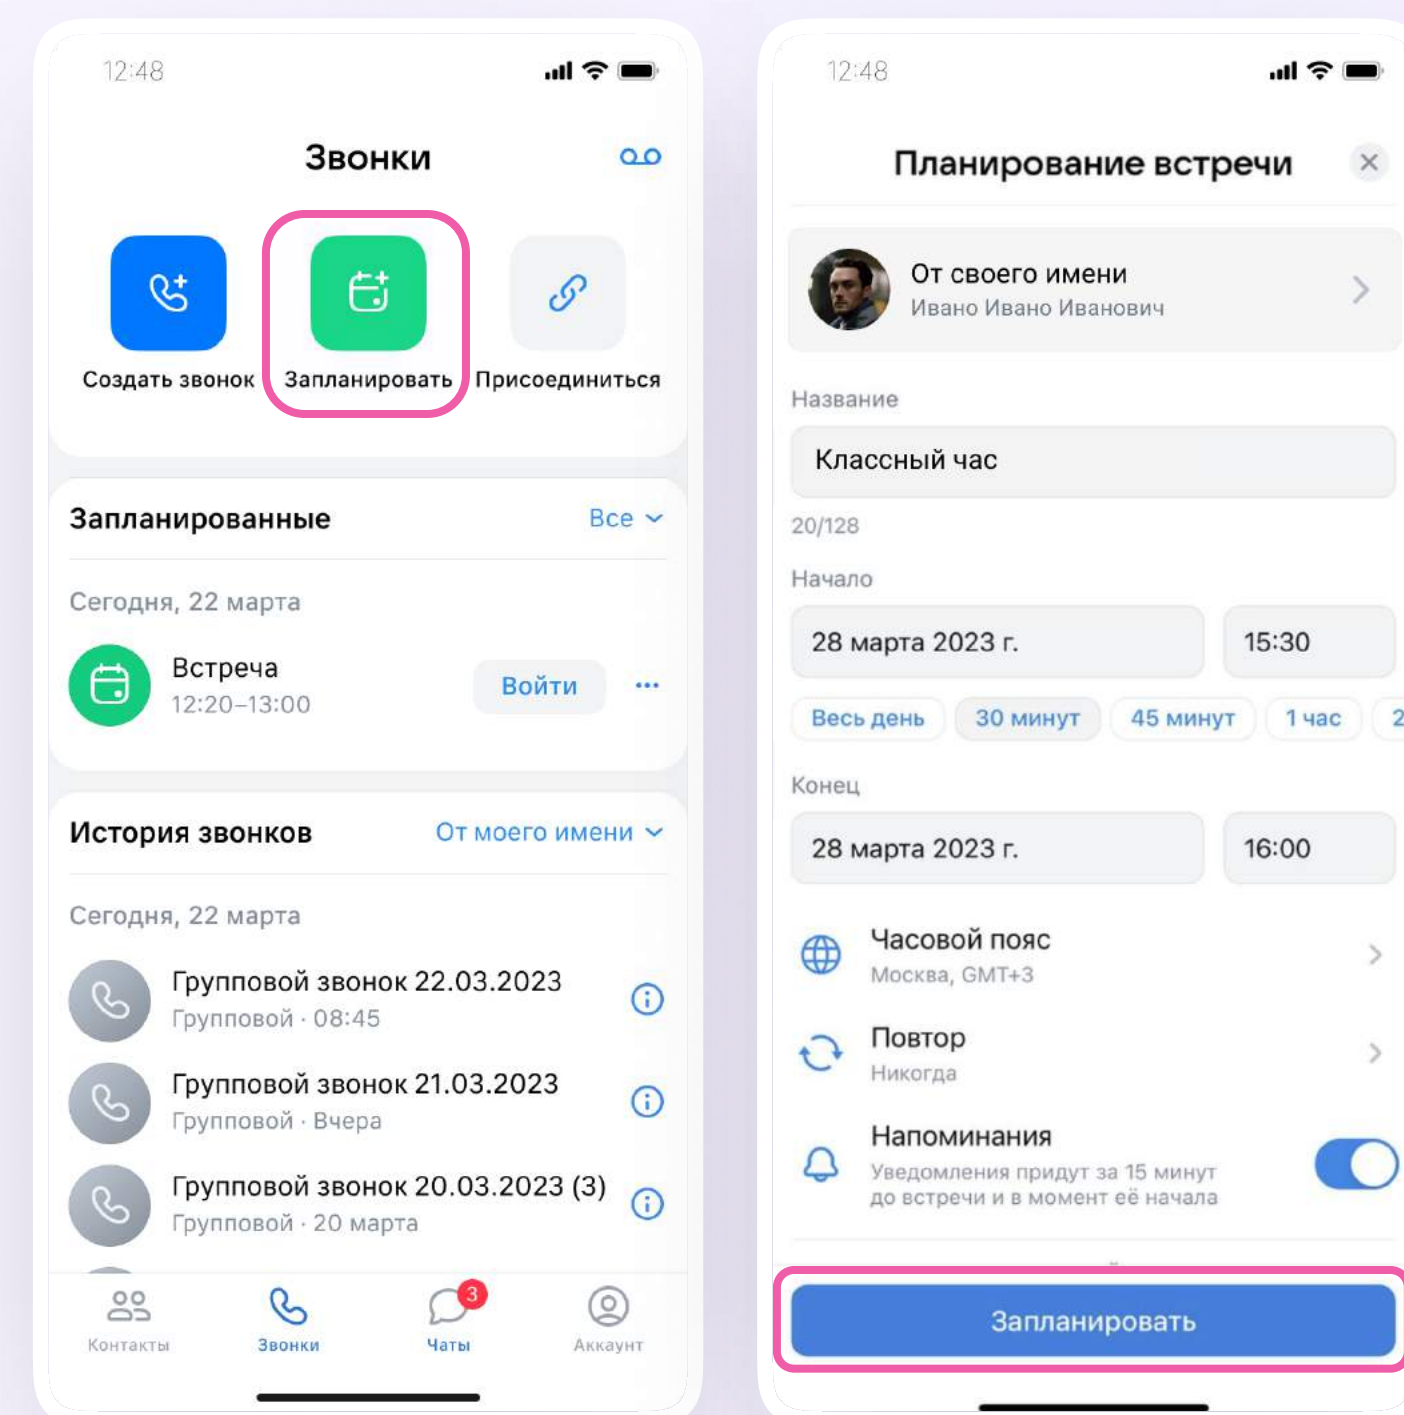 12:48
Звонки
Создать звонок
Запланировать
Присоединиться
Запланированные
Все
Сегодня, 22 марта
Встреча
12:20–13:00
Войти
История звонков
От моего имени
Сегодня, 22 марта
Групповой звонок 22.03.2023
Групповой · 08:45
Групповой звонок 21.03.2023
Групповой · Вчера
Групповой звонок 20.03.2023 (3)
Групповой · 20 марта
3
Контакты
Звонки
Чаты
Аккаунт
12:48
Планирование встречи
От своего имени
Ивано Ивано Иванович
Название
Классный час
20/128
Начало
28 марта 2023 г.
15:30
Весь день
30 минут
45 минут
1 час
2
Конец
28 марта 2023 г.
16:00
Часовой пояс
Москва, GMT+3
Повтор
Никогда
Напоминания
Уведомления придут за 15 минут
до встречи и в момент её начала
Запланировать